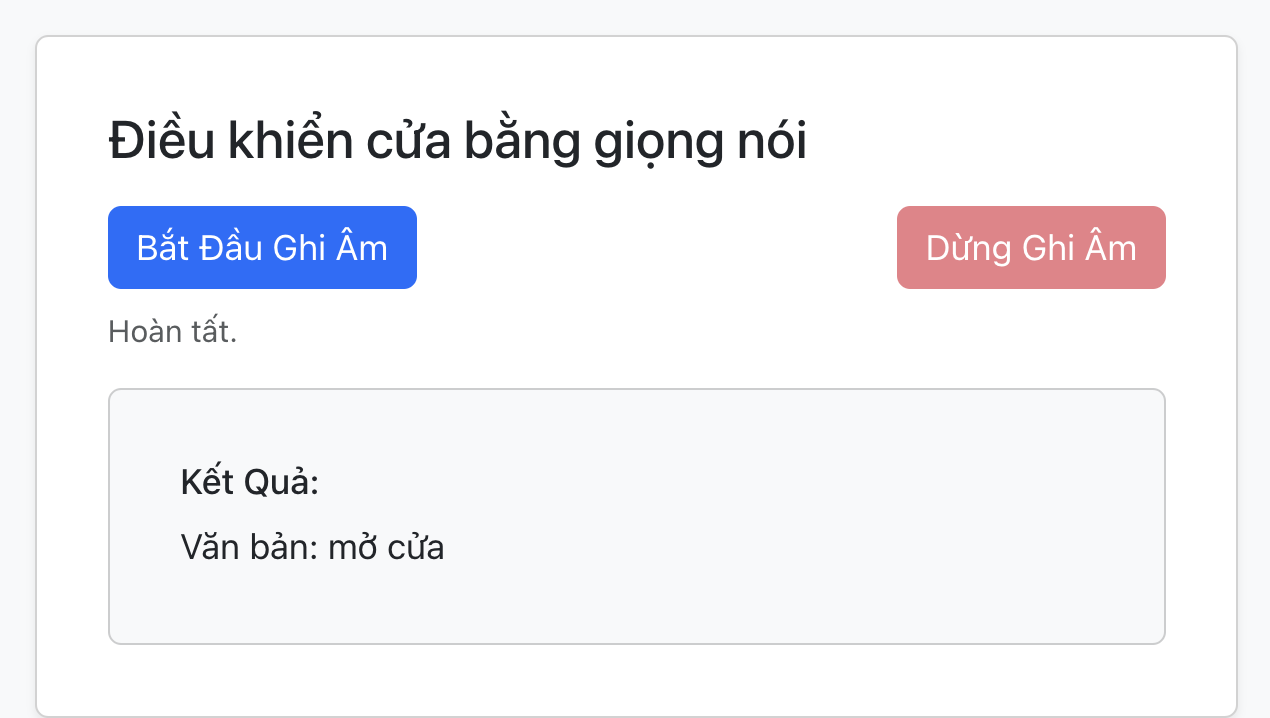 Điều khiển cửa bằng giọng nói
Bắt Đầu Ghi Âm
Dừng Ghi Âm
Hoàn tất.
Kết Quả:
Văn bản: mở cửa